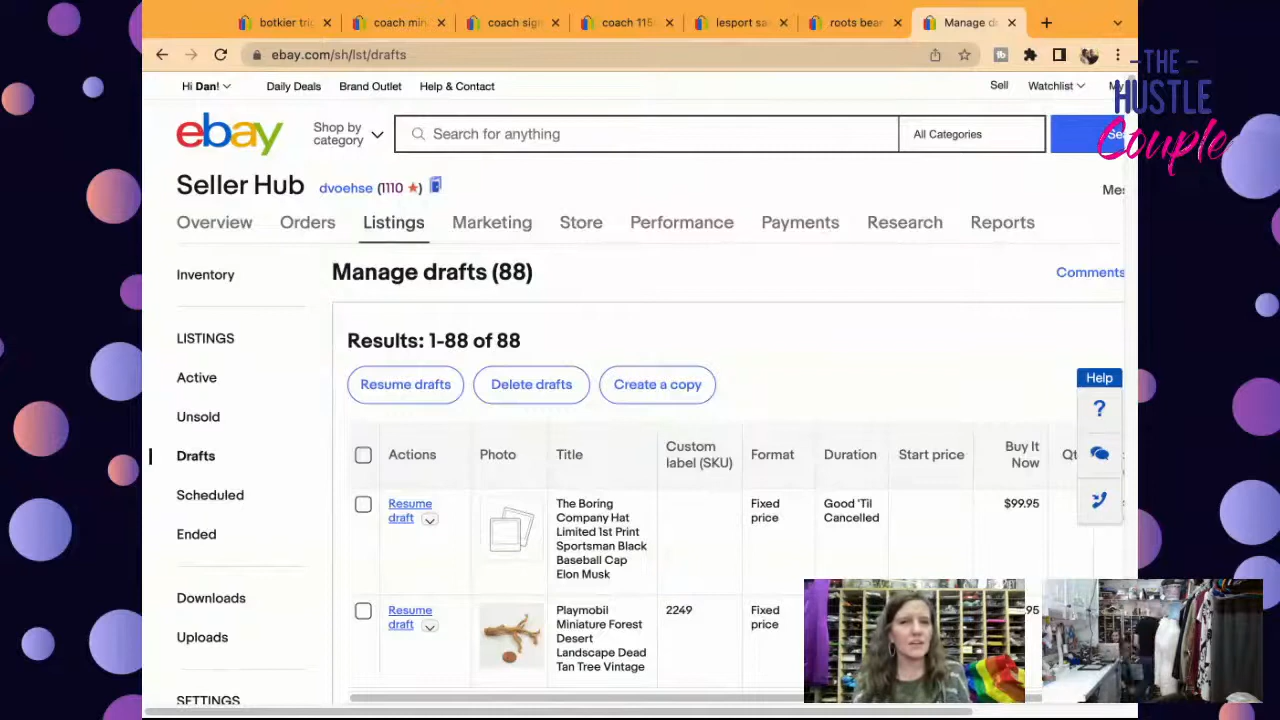 botkier tri
coach min
coach sig
coach 115
lesport sa
roots bea
Manage d
ebay.com/sh/lst/drafts
Hi Dan!
Daily Deals
Brand Outlet
Help & Contact
Sell
Watchlist
My
THE
HUSTLE
Couple
ebay
Shop by
category
Search for anything
All Categories
Se
Seller Hub
dvoehse (1110 ★)
Mes
Overview
Orders
Listings
Marketing
Store
Performance
Payments
Research
Reports
Inventory
LISTINGS
Active
Unsold
Drafts
Scheduled
Ended
Downloads
Uploads
SETTINGS
Manage drafts (88)
Comments
Results: 1-88 of 88
Resume drafts
Delete drafts
Create a copy
Help
?
Actions
Photo
Title
Custom
label (SKU)
Format
Duration
Start price
Buy It
Now
Qt
Resume
draft
The Boring
Company Hat
Limited 1st Print
Sportsman Black
Baseball Cap
Elon Musk
Fixed
price
Good 'Til
Cancelled
$99.95
Resume
draft
Playmobil
Miniature Forest
Desert
Landscape Dead
Tan Tree Vintage
2249
Fixed
price
95